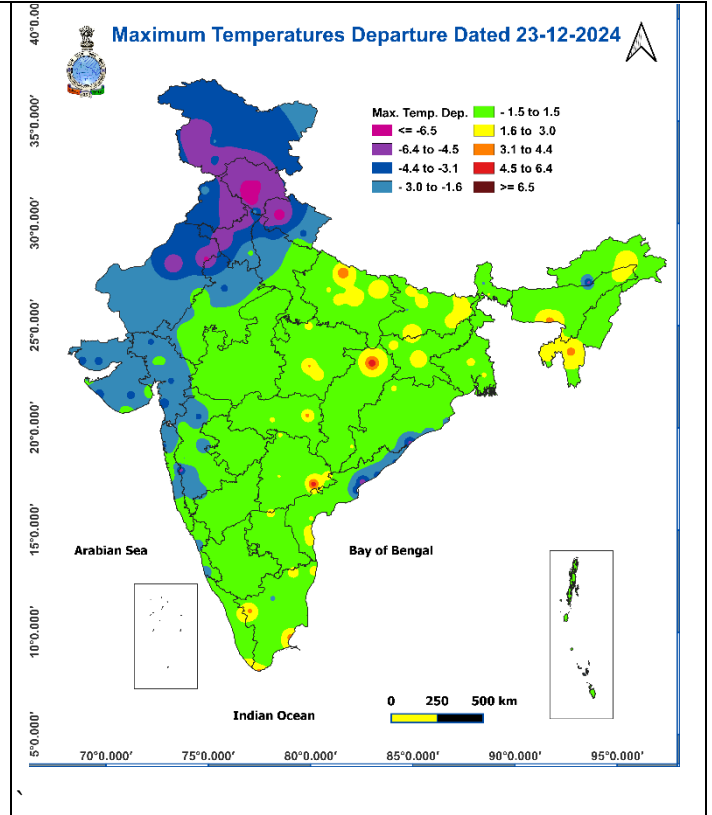 Maximum Temperatures Departure Dated 23-12-2024
Max. Temp. Dep.
<= -6.5
-6.4 to -4.5
-4.4 to -3.1
- 3.0 to -1.6
- 1.5 to 1.5
1.6 to 3.0
3.1 to 4.4
4.5 to 6.4
>= 6.5
40°0.000'
35°0.000'
30°0.000'
25°0.000'
20°0.000'
15°0.000'
10°0.000'
5°0.000'
Arabian Sea
Bay of Bengal
Indian Ocean
0 250 500 km
70°0.000' 75°0.000' 80°0.000' 85°0.000' 90°0.000' 95°0.000'
`